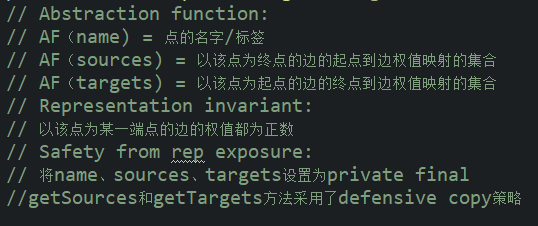 // Abstraction function:
// AF（name) = 点的名字/标签
// AF(sources) = 以该点为终点的边的起点到边权值映射的集合
// AF(targets) = 以该点为起点的边的终点到边权值映射的集合
// Representation invariant:
// 以该点为某一端点的边的权值都为正数
// Safety from rep exposure:
// 将name、sources、targets设置为private final
//getSources和getTargets方法采用了defensive copy策略